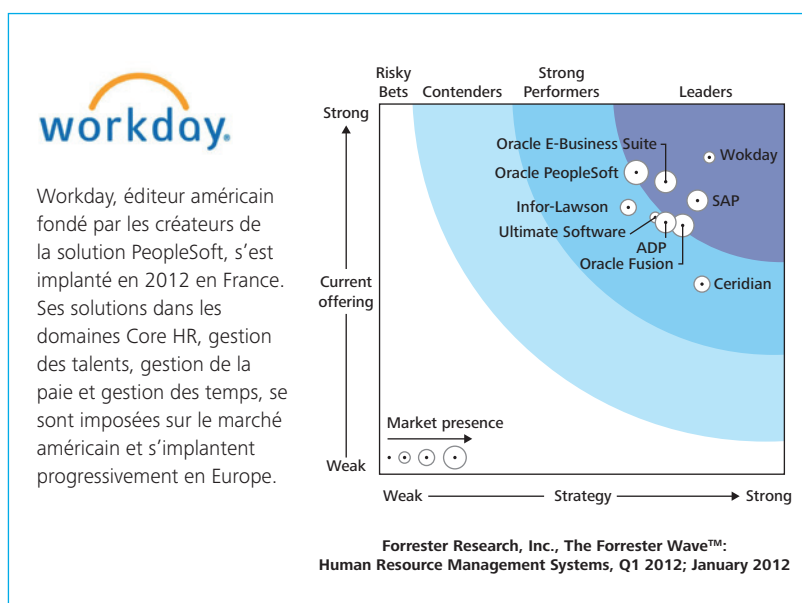 workday.
Workday, éditeur américain
fondé par les créateurs de
la solution PeopleSoft, s’est
implanté en 2012 en France.
Ses solutions dans les
domaines Core HR, gestion
des talents, gestion de la
paie et gestion des temps, se
sont imposées sur le marché
américain et s’implantent
progressivement en Europe.
Risky
Bets
Contenders
Strong
Performers
Leaders
Strong
Current
offering
Weak
Oracle E-Business Suite
Wokday
Oracle PeopleSoft
SAP
Infor-Lawson
Ultimate Software
ADP
Oracle Fusion
Ceridian
Market presence
Weak
Strategy
Strong
Forrester Research, Inc., The Forrester Wave™:
Human Resource Management Systems, Q1 2012; January 2012